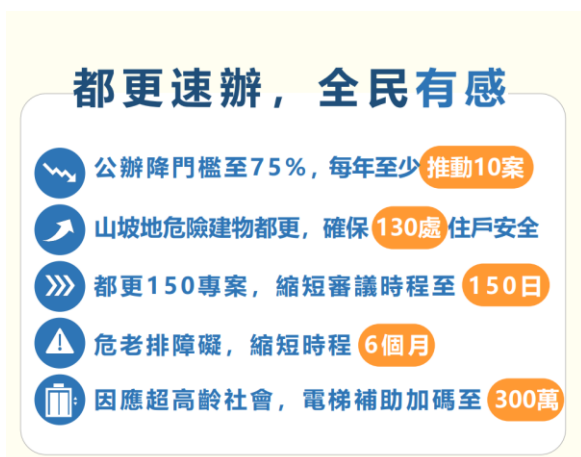 都更速辦，全民有感
公辦降門檻至75%，每年至少推動10案
山坡地危險建物都更，確保130處住戶安全
都更150專案，縮短審議時程至150日
危老排障礙，縮短時程6個月
因應超高齡社會，電梯補助加碼至300萬